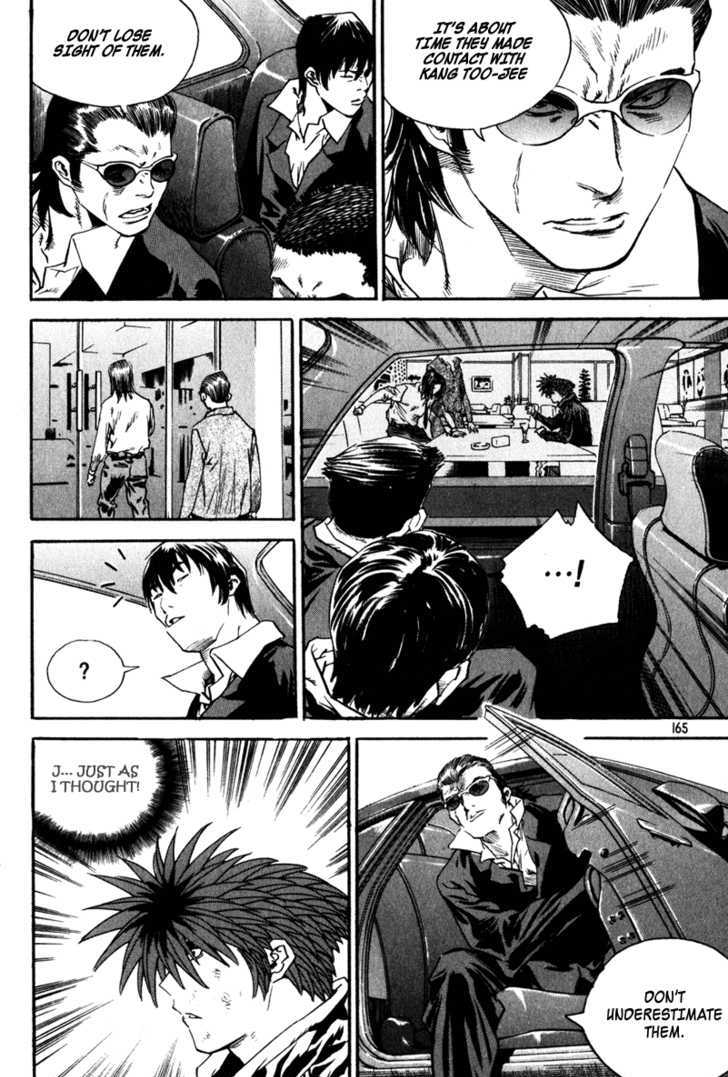 DON'T LOSE
SIGHT OF THEM.
IT'S ABOUT
TIME THEY MADE
CONTACT WITH
KANG TOO-JEE
...!
?
165
J... JUST AS
I THOUGHT!
DON'T
UNDERESTIMATE
THEM.